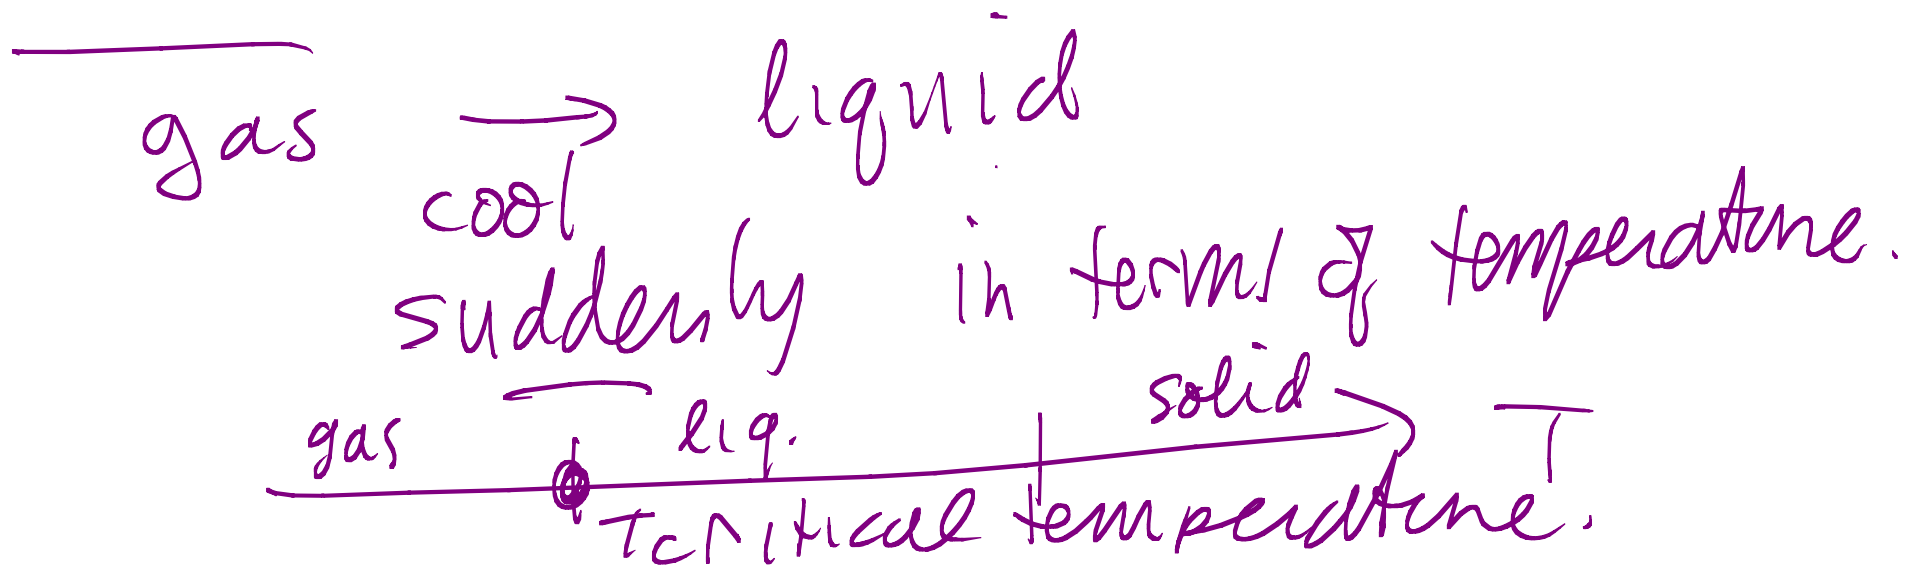 gas → liquid
cool
suddenly in terms of temperature.
gas liq. solid T
Tcritical temperature.